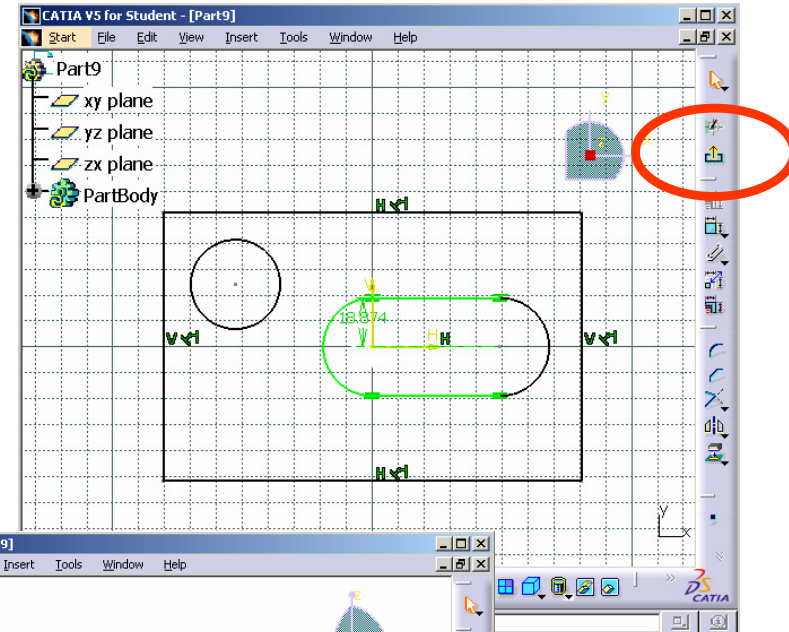 CATIA V5 for Student - [Part9]
Start File Edit View Insert Tools Window Help
Part9
xy plane
yz plane
zx plane
PartBody
Y
x
z
H
V
18.874
H
H
V
V
H
y
x
9]
Insert Tools Window Help
z
CATIA